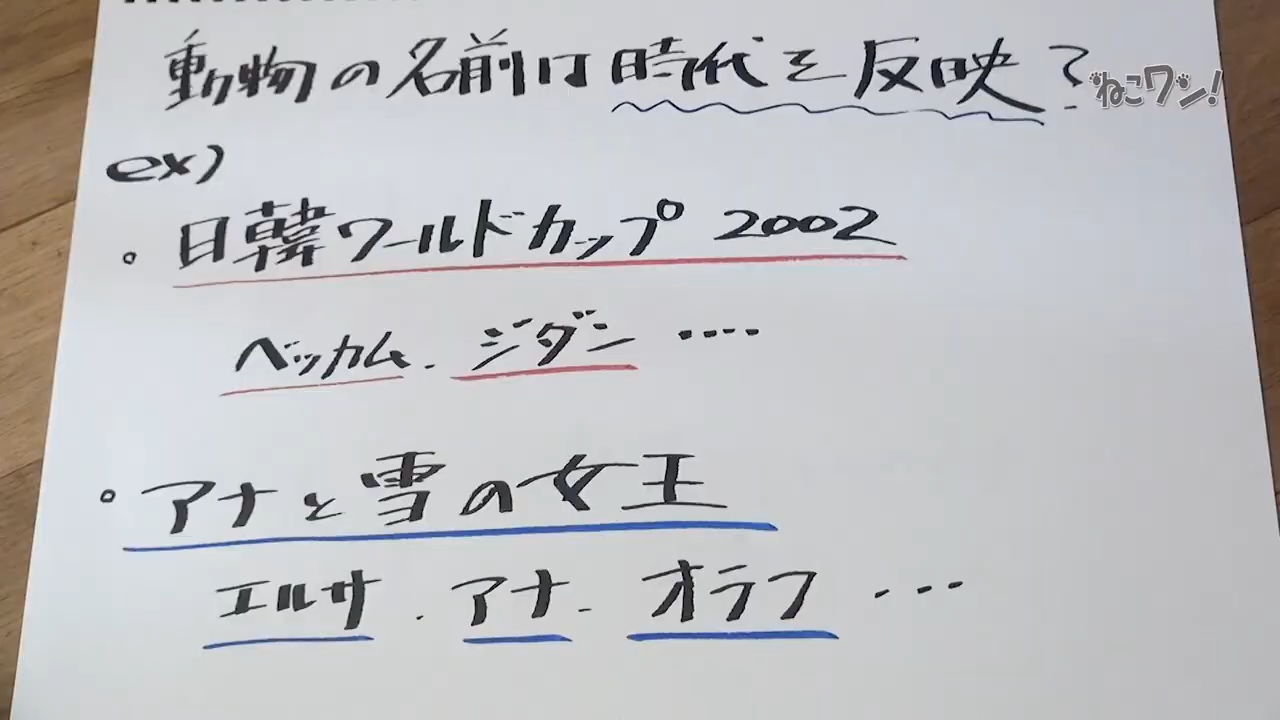 動物の名前は時代を反映?
ねこワン!
ex)
。日韓ワールドカップ 2002
ベッカム、ジダン ····
。アナと雪の女王
エルサ、アナ、オラフ ···